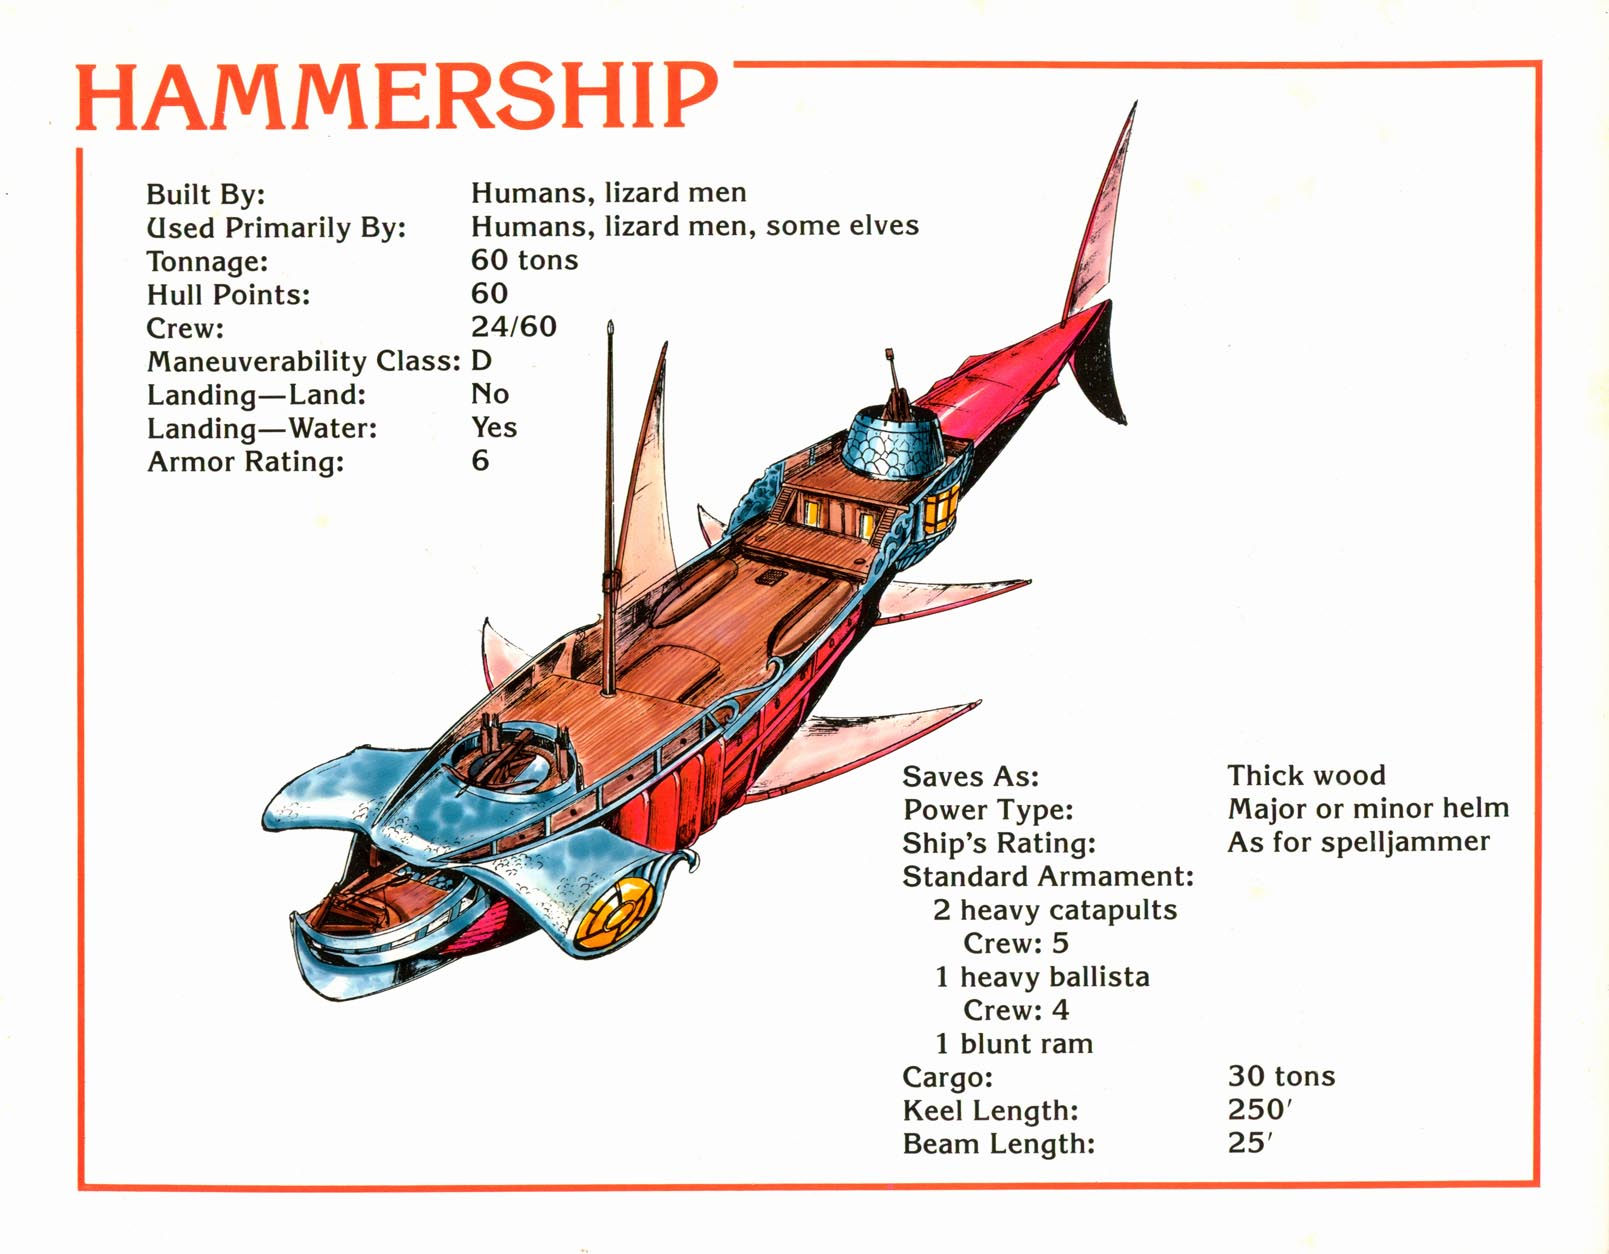 HAMMERSHIP
Built By: Humans, lizard men
Used Primarily By: Humans, lizard men, some elves
Tonnage: 60 tons
Hull Points: 60
Crew: 24/60
Maneuverability Class: D
Landing—Land: No
Landing—Water: Yes
Armor Rating: 6
Saves As: Thick wood
Power Type: Major or minor helm
Ship's Rating: As for spelljammer
Standard Armament:
2 heavy catapults
Crew: 5
1 heavy ballista
Crew: 4
1 blunt ram
Cargo: 30 tons
Keel Length: 250′
Beam Length: 25′